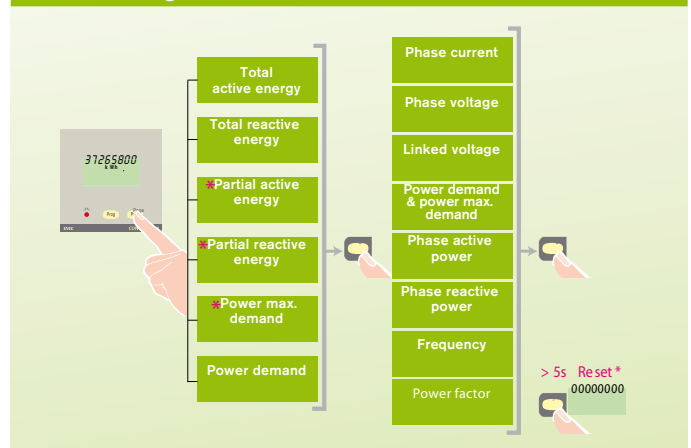 37265800
k Wh
Prog
Total
active energy
Total reactive
energy
*Partial active
energy
*Partial reactive
energy
*Power max.
demand
Power demand
Phase current
Phase voltage
Linked voltage
Power demand
& power max.
demand
Phase active
power
Phase reactive
power
Frequency
Power factor
> 5s Reset*
00000000